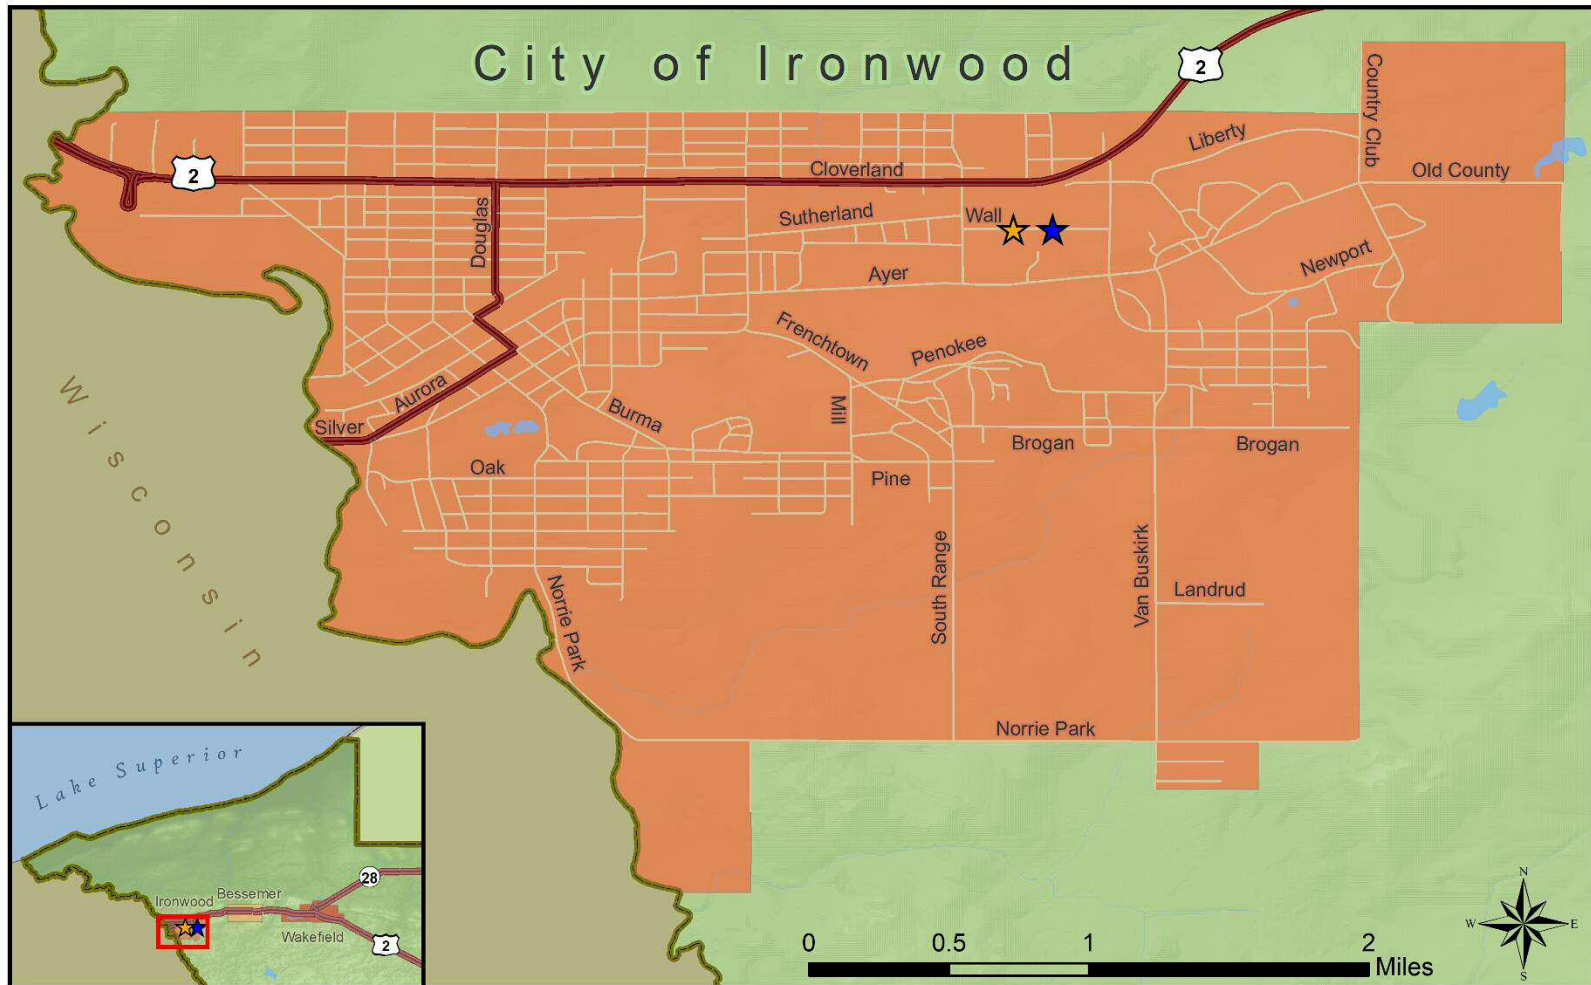 City of Ironwood
2
Country Club
Liberty
2
Cloverland
Old County
Douglas
Sutherland
Wall
Ayer
Newport
Frenchtown
Penokee
Wisconsin
Aurora
Silver
Burma
Mill
Brogan
Brogan
Oak
Pine
South Range
Van Buskirk
Norrie Park
Landrud
Norrie Park
Lake Superior
28
Bessemer
Ironwood
Wakefield
2
N
W
E
S
0 0.5 1 2
Miles